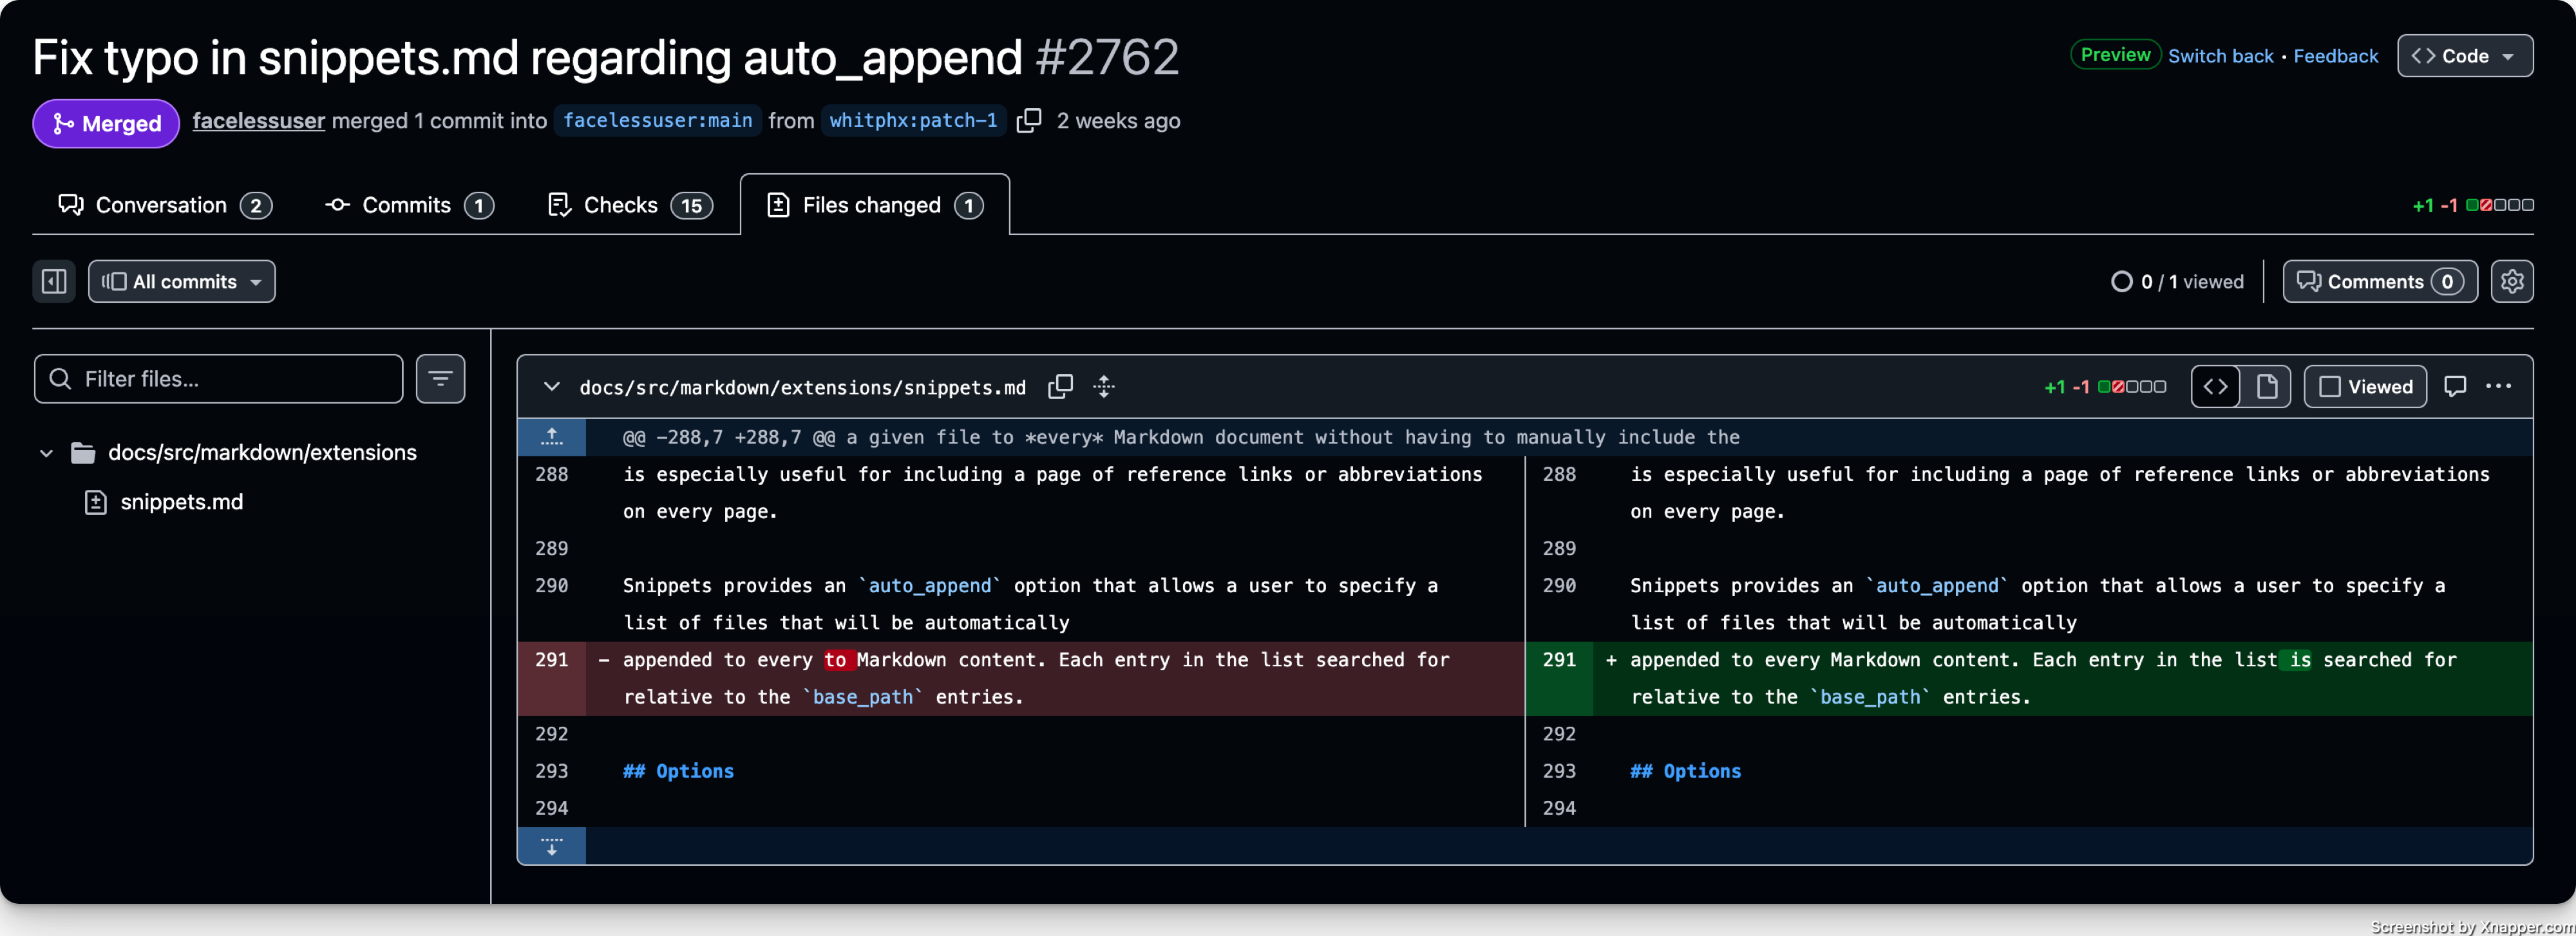 Fix typo in snippets.md regarding auto_append #2762
Preview Switch back • Feedback Code
Merged facelessuser merged 1 commit into facelessuser:main from whitphx:patch-1 2 weeks ago
Conversation 2 Commits 1 Checks 15 Files changed 1
+1 -1
All commits
0 / 1 viewed Comments 0
Filter files...
docs/src/markdown/extensions
snippets.md
docs/src/markdown/extensions/snippets.md
+1 -1 Viewed
@@ -288,7 +288,7 @@ a given file to *every* Markdown document without having to manually include the
288 is especially useful for including a page of reference links or abbreviations
on every page.
289
290 Snippets provides an `auto_append` option that allows a user to specify a
list of files that will be automatically
291 - appended to every to Markdown content. Each entry in the list searched for
relative to the `base_path` entries.
292
293 ## Options
294
288 is especially useful for including a page of reference links or abbreviations
on every page.
289
290 Snippets provides an `auto_append` option that allows a user to specify a
list of files that will be automatically
291 + appended to every Markdown content. Each entry in the list is searched for
relative to the `base_path` entries.
292
293 ## Options
294
Screenshot by Xnapper.com